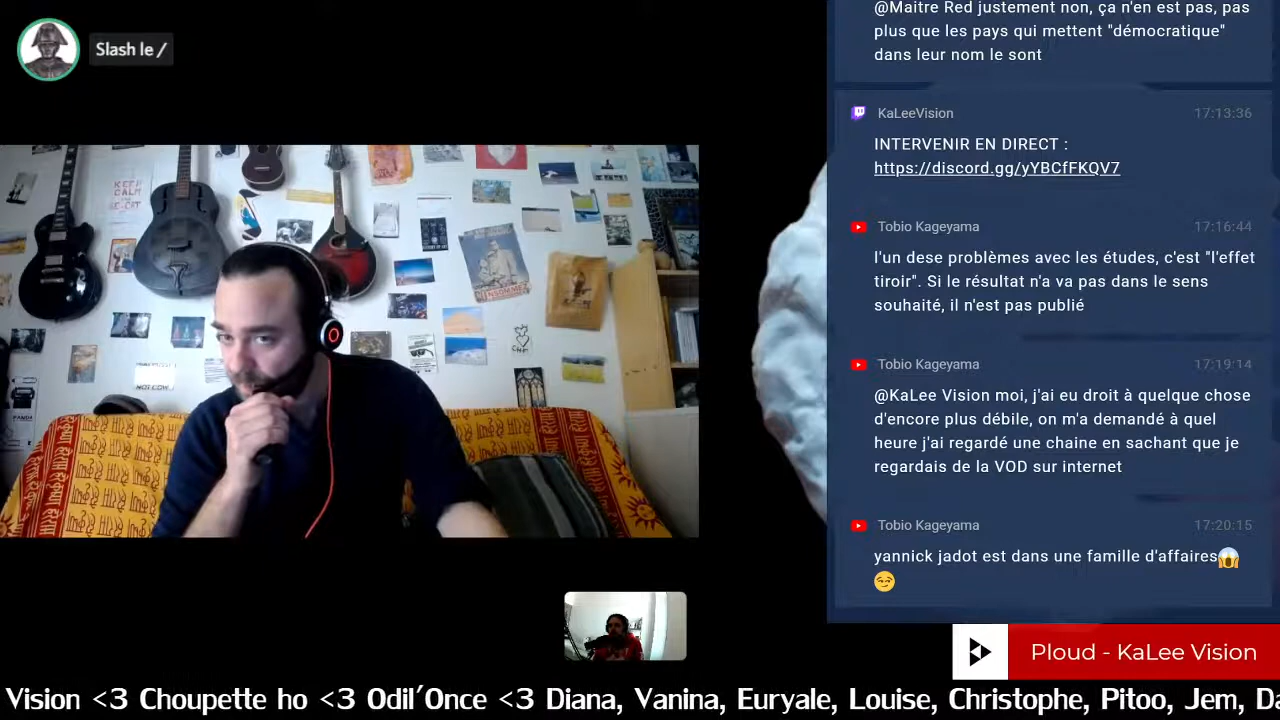 Slash le /
@Maitre Red justement non, ça n'en est pas, pas
plus que les pays qui mettent "démocratique"
dans leur nom le sont
KaLeeVision 17:13:36
INTERVENIR EN DIRECT :
https://discord.gg/yYBCfFKQV7
Tobio Kageyama 17:16:44
l'un dese problèmes avec les études, c'est "l'effet
tiroir". Si le résultat n'a va pas dans le sens
souhaité, il n'est pas publié
Tobio Kageyama 17:19:14
@KaLee Vision moi, j'ai eu droit à quelque chose
d'encore plus débile, on m'a demandé à quel
heure j'ai regardé une chaine en sachant que je
regardais de la VOD sur internet
Tobio Kageyama 17:20:15
yannick jadot est dans une famille d'affaires😱
😏
KEEP
CALM
INSOUMIZ
Ploud - KaLee Vision
Vision <3 Choupette ho <3 Odil'Once <3 Diana, Vanina, Euryale, Louise, Christophe, Pitoo, Jem, Da